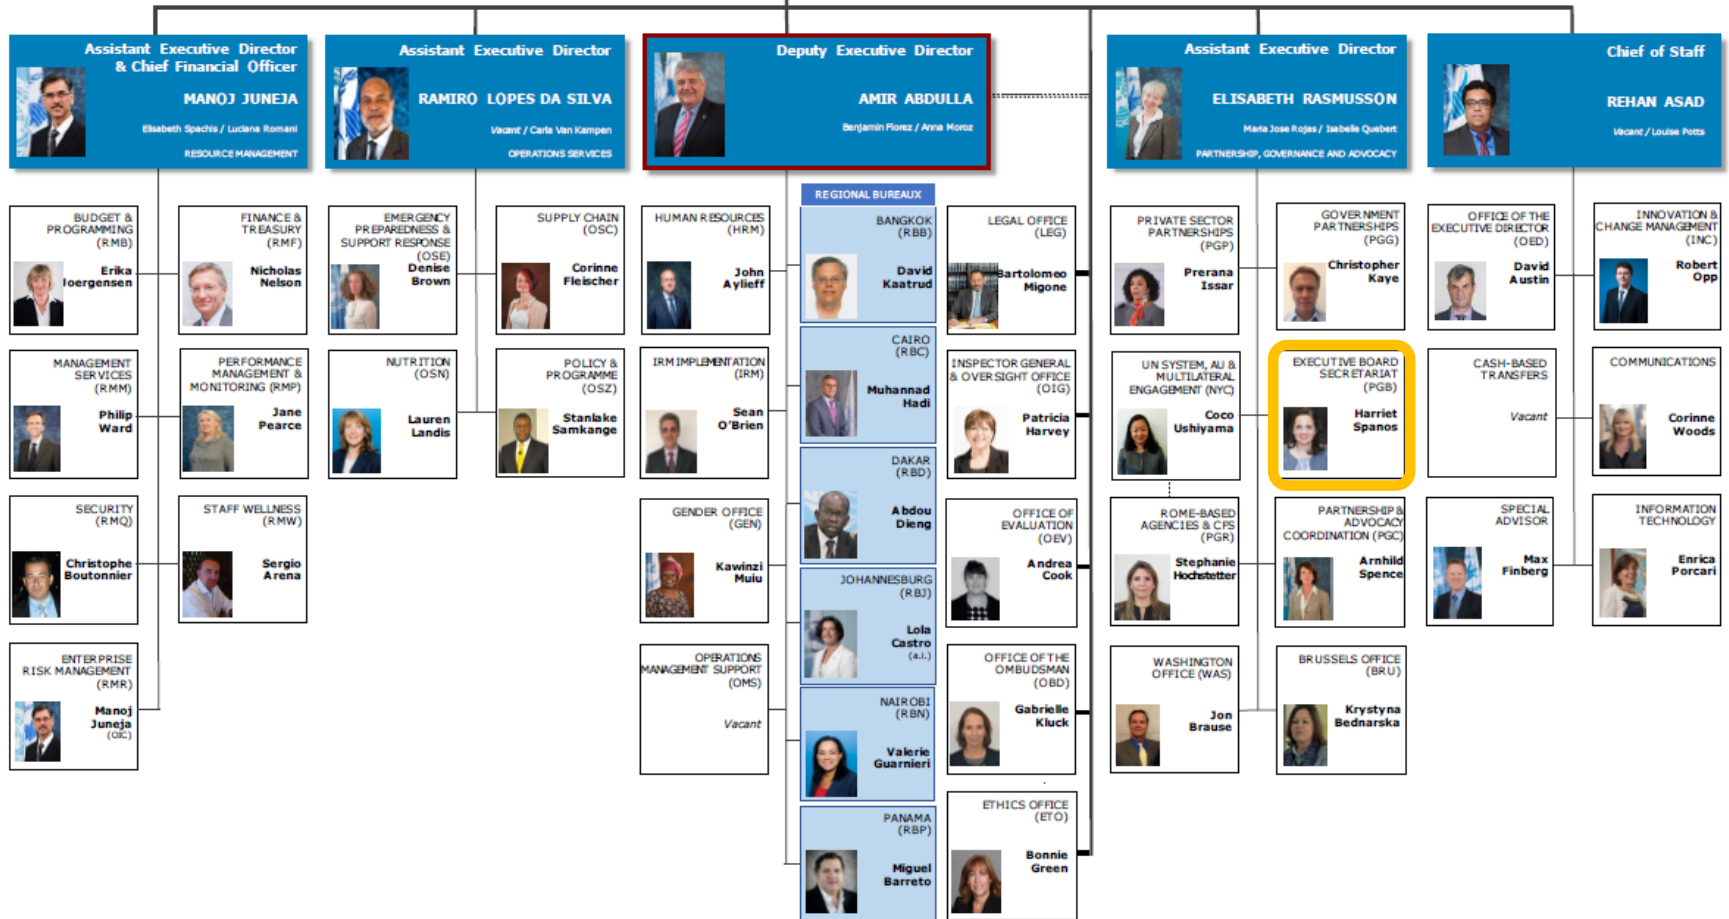 Assistant Executive Director
& Chief Financial Officer
MANOJ JUNEJA
Elisabeth Spachis / Luciana Romani
RESOURCE MANAGEMENT
Assistant Executive Director
RAMIRO LOPES DA SILVA
Vacant / Carla Van Kampen
OPERATIONS SERVICES
Deputy Executive Director
AMIR ABDULLA
Benjamin Florez / Anna Moroz
Assistant Executive Director
ELISABETH RASMUSSON
Maria Jose Rojas / Isabelle Quebert
PARTNERSHIP, GOVERNANCE AND ADVOCACY
Chief of Staff
REHAN ASAD
Vacant / Louise Potts
BUDGET &
PROGRAMMING
(RMB)
Erika
Joergensen
FINANCE &
TREASURY
(RMF)
Nicholas
Nelson
MANAGEMENT
SERVICES
(RMM)
Philip
Ward
PERFORMANCE
MANAGEMENT &
MONITORING (RMP)
Jane
Pearce
SECURITY
(RMQ)
Christophe
Boutonnier
STAFF WELLNESS
(RMW)
Sergio
Arena
ENTERPRISE
RISK MANAGEMENT
(RMR)
Manoj
Juneja
(OIC)
EMERGENCY
PREPAREDNESS &
SUPPORT RESPONSE
(OSE)
Denise
Brown
SUPPLY CHAIN
(OSC)
Corinne
Fleischer
NUTRITION
(OSN)
Lauren
Landis
POLICY &
PROGRAMME
(OSZ)
Stanlake
Samkange
HUMAN RESOURCES
(HRM)
John
Aylieff
IRM IMPLEMENTATION
(IRM)
Sean
O'Brien
GENDER OFFICE
(GEN)
Kawinzi
Muiu
OPERATIONS
MANAGEMENT SUPPORT
(OMS)
Vacant
REGIONAL BUREAUX
BANGKOK
(RBB)
David
Kaatrud
CAIRO
(RBC)
Muhannad
Hadi
DAKAR
(RBD)
Abdou
Dieng
JOHANNESBURG
(RBJ)
Lola
Castro
(a.i.)
NAIROBI
(RBN)
Valerie
Guarnieri
PANAMA
(RBP)
Miguel
Barreto
LEGAL OFFICE
(LEG)
Bartolomeo
Migone
INSPECTOR GENERAL
& OVERSIGHT OFFICE
(OIG)
Patricia
Harvey
OFFICE OF
EVALUATION
(OEV)
Andrea
Cook
OFFICE OF THE
OMBUDSMAN
(OBD)
Gabrielle
Kluck
ETHICS OFFICE
(ETO)
Bonnie
Green
PRIVATE SECTOR
PARTNERSHIPS
(PGP)
Prerana
Issar
GOVERNMENT
PARTNERSHIPS
(PGG)
Christopher
Kaye
UN SYSTEM, AU &
MULTILATERAL
ENGAGEMENT (NYC)
Coco
Ushiyama
EXECUTIVE BOARD
SECRETARIAT
(PGB)
Harriet
Spanos
ROME-BASED
AGENCIES & CFS
(PGR)
Stephanie
Hochstetter
PARTNERSHIP &
ADVOCACY
COORDINATION (PGC)
Arnhild
Spence
WASHINGTON
OFFICE (WAS)
Jon
Brause
BRUSSELS OFFICE
(BRU)
Krystyna
Bednarska
OFFICE OF THE
EXECUTIVE DIRECTOR
(OED)
David
Austin
INNOVATION &
CHANGE MANAGEMENT
(INC)
Robert
Opp
CASH-BASED
TRANSFERS
Vacant
COMMUNICATIONS
Corinne
Woods
SPECIAL
ADVISOR
Max
Finberg
INFORMATION
TECHNOLOGY
Enrica
Porcari